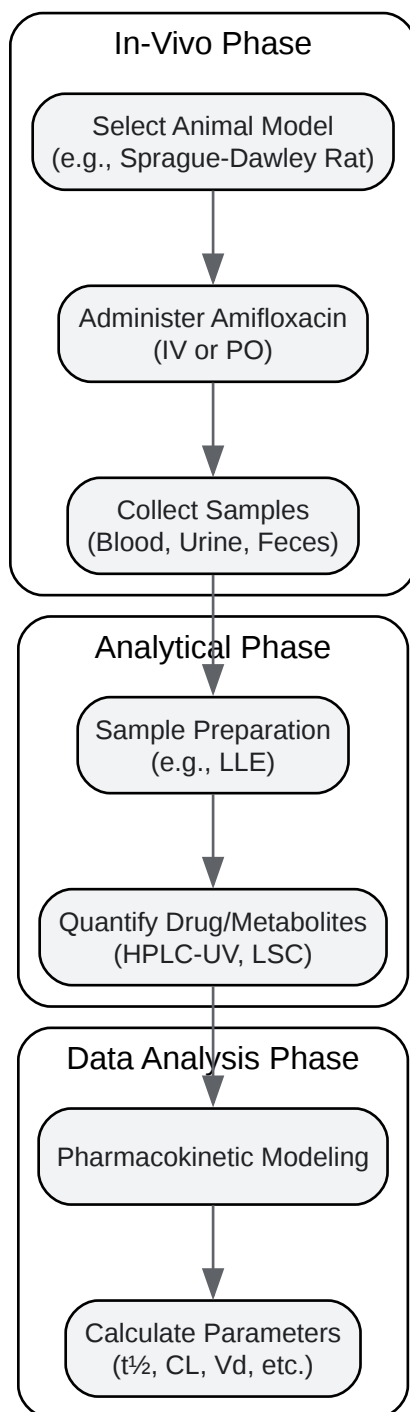 In-Vivo Phase
Select Animal Model
(e.g., Sprague-Dawley Rat)
Administer Amifloxacin
(IV or PO)
Collect Samples
(Blood, Urine, Feces)
Analytical Phase
Sample Preparation
(e.g., LLE)
Quantify Drug/Metabolites
(HPLC-UV, LSC)
Data Analysis Phase
Pharmacokinetic Modeling
Calculate Parameters
(t½, CL, Vd, etc.)